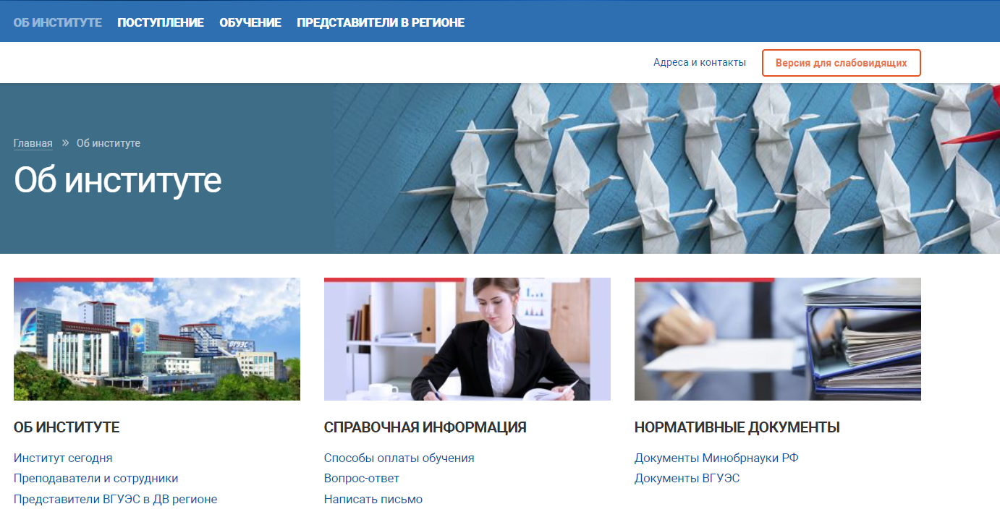 ОБ ИНСТИТУТЕ ПОСТУПЛЕНИЕ ОБУЧЕНИЕ ПРЕДСТАВИТЕЛИ В РЕГИОНЕ
Адреса и контакты Версия для слабовидящих
Главная » Об институте
Об институте
ВГУЭС
ОБ ИНСТИТУТЕ
Институт сегодня
Преподаватели и сотрудники
Представители ВГУЭС в ДВ регионе
СПРАВОЧНАЯ ИНФОРМАЦИЯ
Способы оплаты обучения
Вопрос-ответ
Написать письмо
НОРМАТИВНЫЕ ДОКУМЕНТЫ
Документы Минобрнауки РФ
Документы ВГУЭС